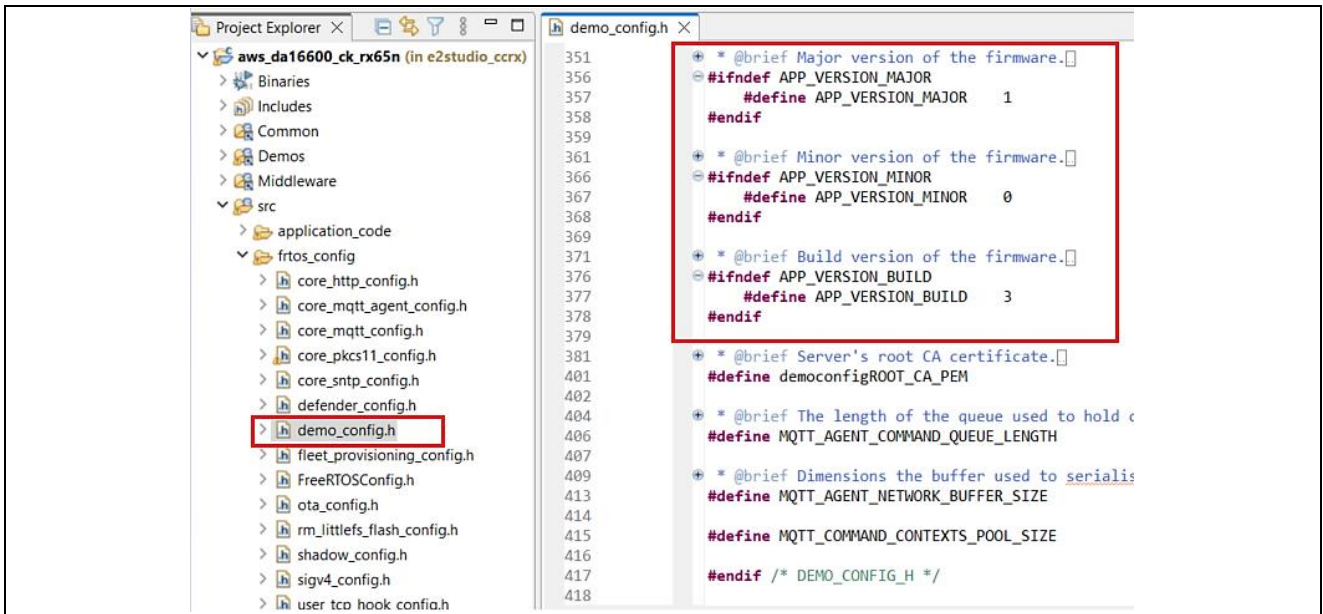 Project Explorer
aws_da16600_ck_rx65n (in e2studio_ccrx)
Binaries
Includes
Common
Demos
Middleware
src
application_code
frtos_config
core_http_config.h
core_mqtt_agent_config.h
core_mqtt_config.h
core_pkcs11_config.h
core_sntp_config.h
defender_config.h
demo_config.h
fleet_provisioning_config.h
FreeRTOSConfig.h
ota_config.h
rm_littlefs_flash_config.h
shadow_config.h
sigv4_config.h
user_tcp_hook_config.h
demo_config.h
351 * @brief Major version of the firmware.
356 #ifndef APP_VERSION_MAJOR
357 #define APP_VERSION_MAJOR 1
358 #endif
359
361 * @brief Minor version of the firmware.
366 #ifndef APP_VERSION_MINOR
367 #define APP_VERSION_MINOR 0
368 #endif
369
371 * @brief Build version of the firmware.
376 #ifndef APP_VERSION_BUILD
377 #define APP_VERSION_BUILD 3
378 #endif
379
381 * @brief Server's root CA certificate.
401 #define democonfigROOT_CA_PEM
402
404 * @brief The length of the queue used to hold
406 #define MQTT_AGENT_COMMAND_QUEUE_LENGTH
407
409 * @brief Dimensions the buffer used to serialis
413 #define MQTT_AGENT_NETWORK_BUFFER_SIZE
414
415 #define MQTT_COMMAND_CONTEXTS_POOL_SIZE
416
417 #endif /* DEMO_CONFIG_H */
418